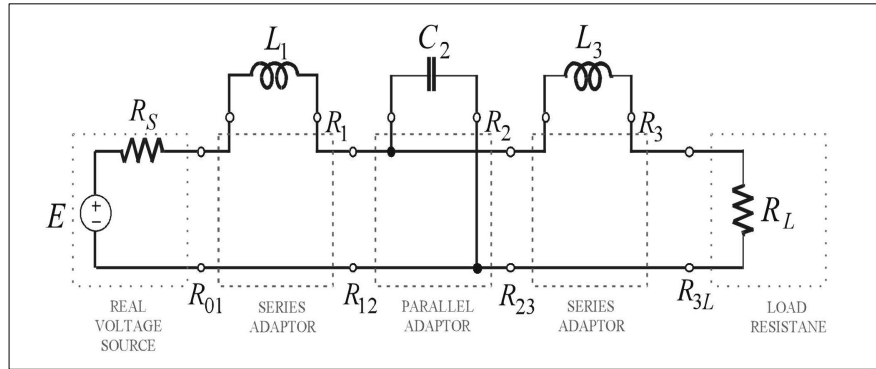 L1
C2
L3
RS
R1
R2
R3
E
+
−
RL
R01
R12
R23
R3L
REAL
VOLTAGE
SOURCE
SERIES
ADAPTOR
PARALLEL
ADAPTOR
SERIES
ADAPTOR
LOAD
RESISTANE